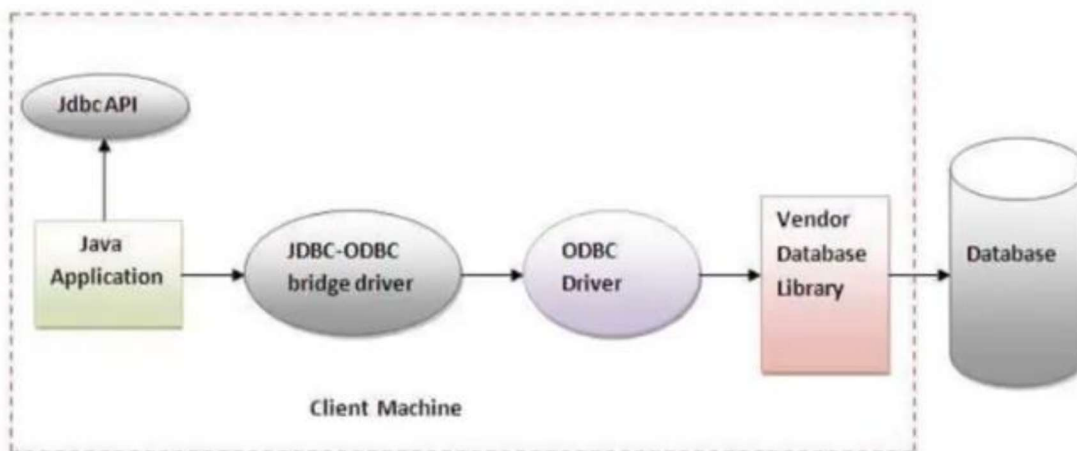 Jdbc API
Java
Application
JDBC-ODBC
bridge driver
ODBC
Driver
Vendor
Database
Library
Database
Client Machine